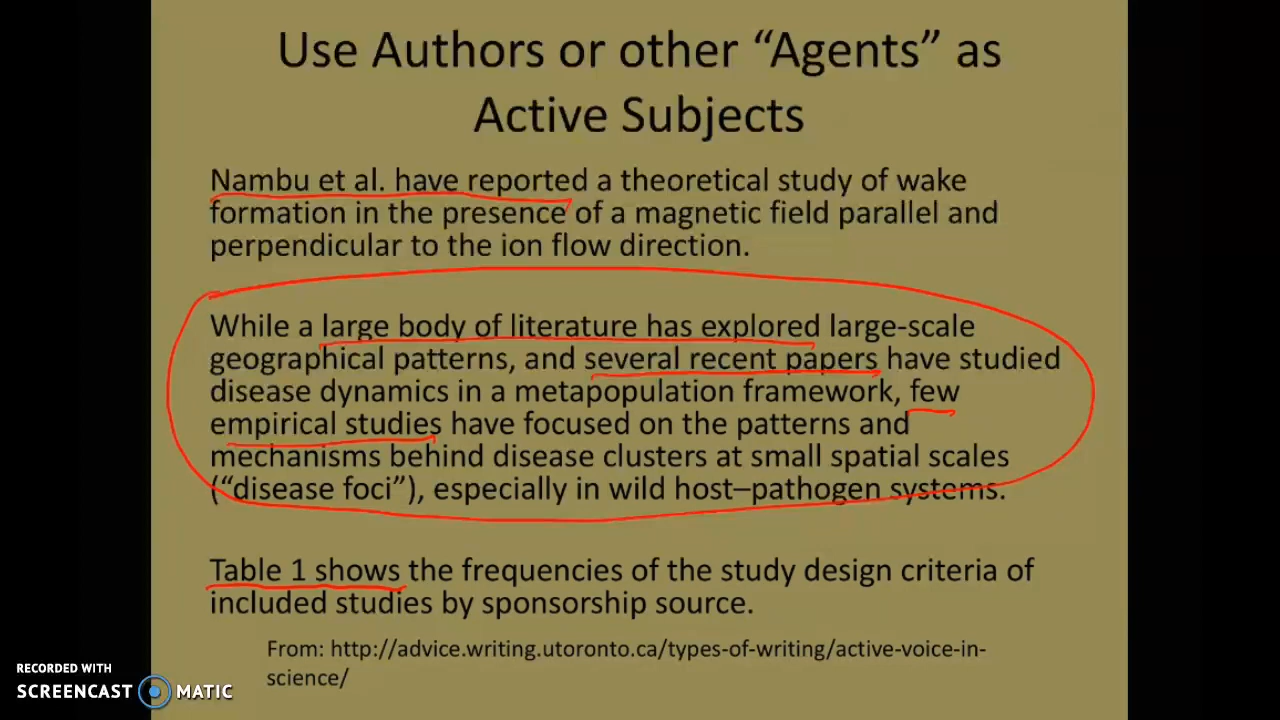 Use Authors or other “Agents” as
Active Subjects
Nambu et al. have reported a theoretical study of wake
formation in the presence of a magnetic field parallel and
perpendicular to the ion flow direction.
While a large body of literature has explored large-scale
geographical patterns, and several recent papers have studied
disease dynamics in a metapopulation framework, few
empirical studies have focused on the patterns and
mechanisms behind disease clusters at small spatial scales
(“disease foci”), especially in wild host–pathogen systems.
Table 1 shows the frequencies of the study design criteria of
included studies by sponsorship source.
From: http://advice.writing.utoronto.ca/types-of-writing/active-voice-in-
science/
RECORDED WITH
SCREENCAST MATIC